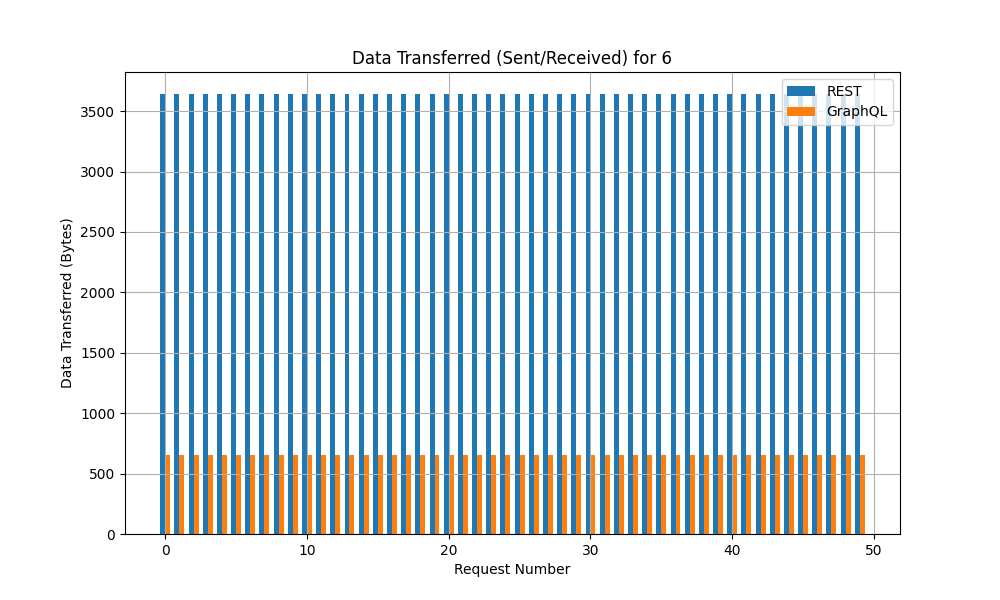 Data Transferred (Sent/Received) for 6
REST
GraphQL
3500
3000
2500
2000
1500
1000
500
0
Data Transferred (Bytes)
0 10 20 30 40 50
Request Number